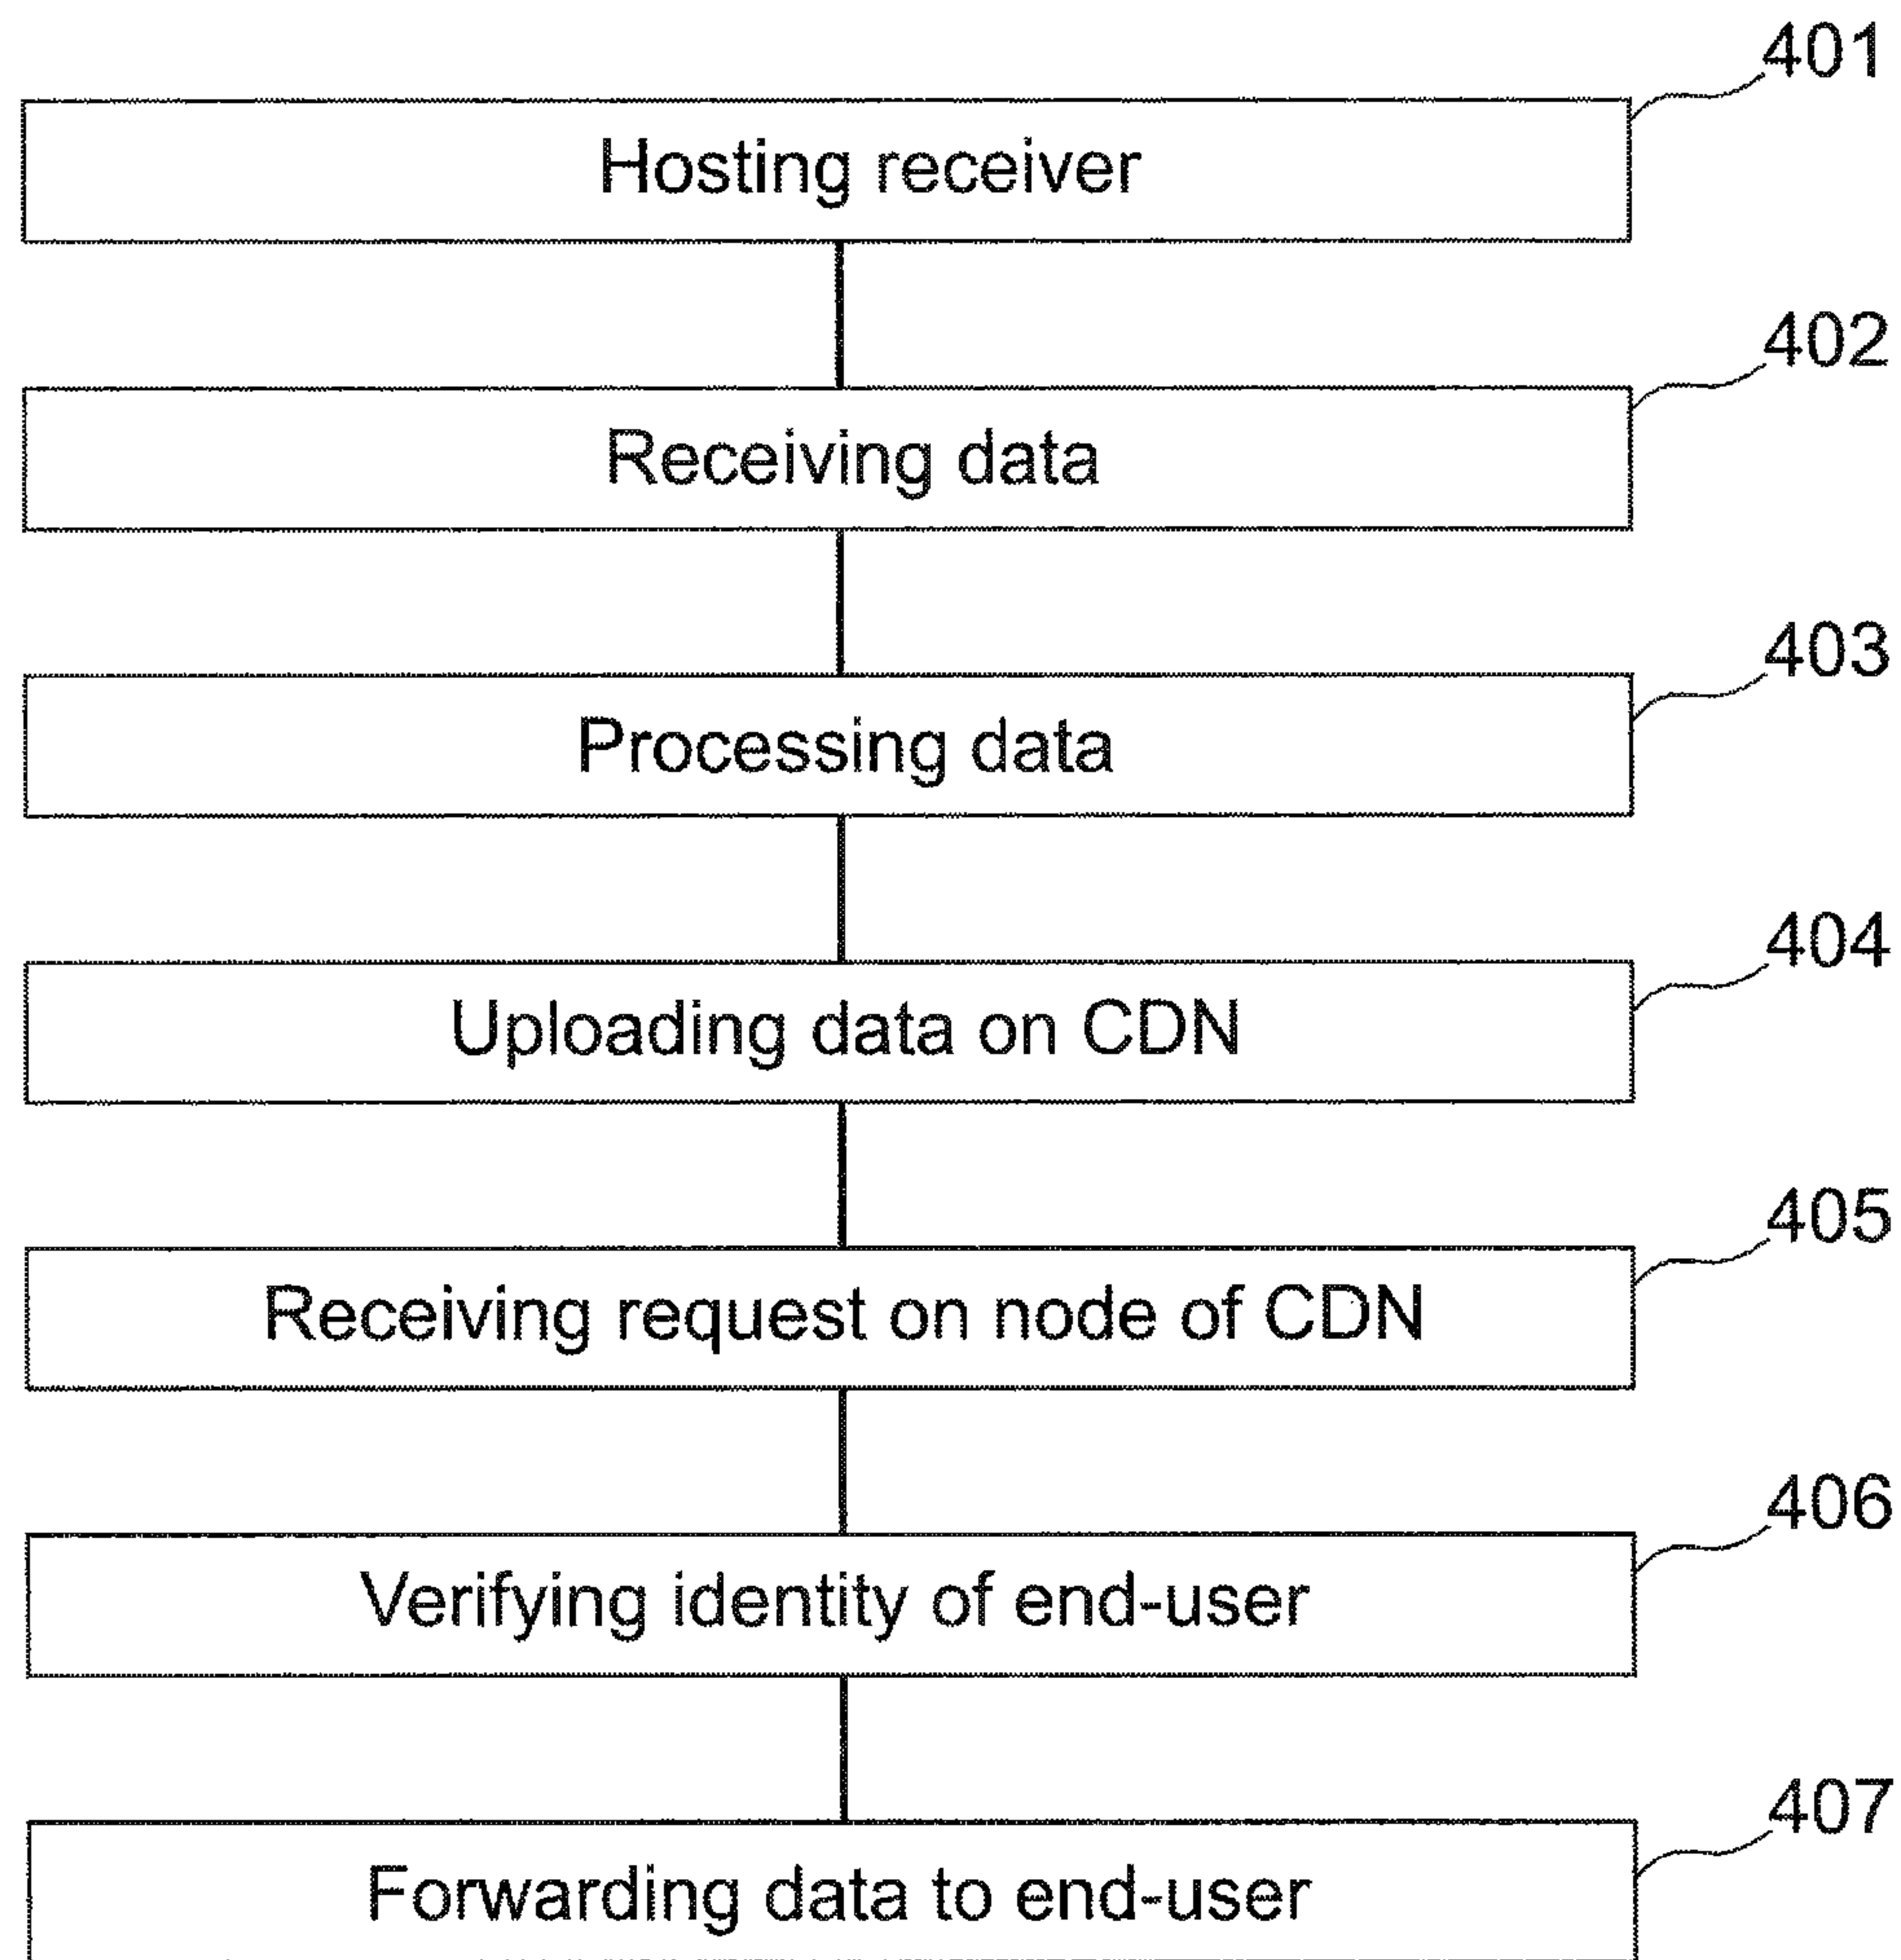 401
Hosting receiver
402
Receiving data
403
Processing data
404
Uploading data on CDN
405
Receiving request on node of CDN
406
Verifying identity of end-user
407
Forwarding data to end-user